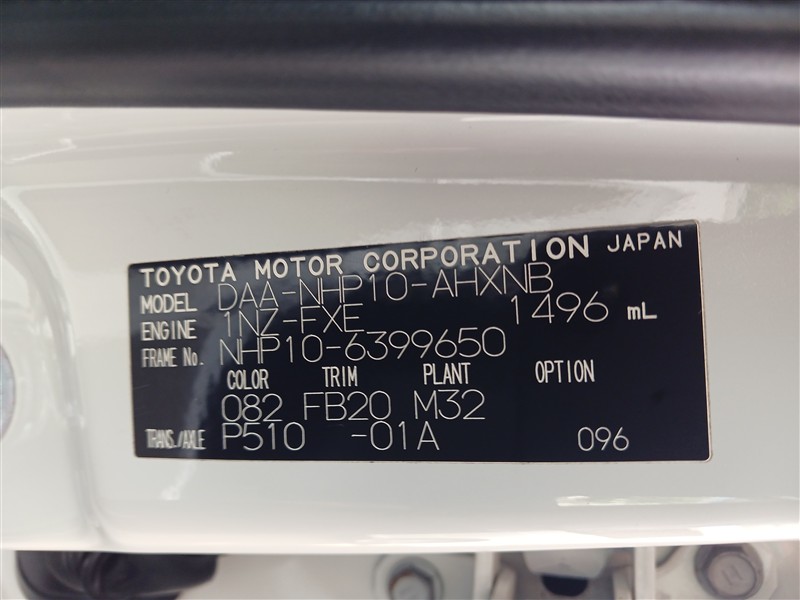 TOYOTA MOTOR CORPORATION JAPAN
MODEL DAA-NHP10-AHXNB
ENGINE 1NZ-FXE 1496 mL
FRAME No. NHP10-6399650
COLOR TRIM PLANT OPTION
082 FB20 M32
TRANS./AXLE P510 -01A 096